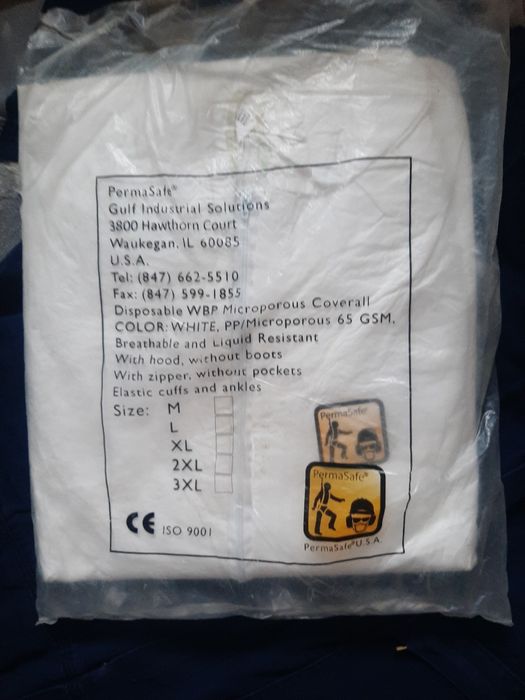 PermaSafe®
Gulf Industrial Solutions
3800 Hawthorn Court
Waukegan, IL 60085
U.S.A.
Tel: (847) 662-5510
Fax: (847) 599-1855
Disposable WBP Microporous Coverall
COLOR: WHITE, PP/Microporous 65 GSM,
Breathable and Liquid Resistant
With hood, without boots
With zipper, without pockets
Elastic cuffs and ankles
Size: M
L
XL
2XL
3XL
PermaSafe®
PermaSafe®
CE ISO 9001
PermaSafe® U.S.A.